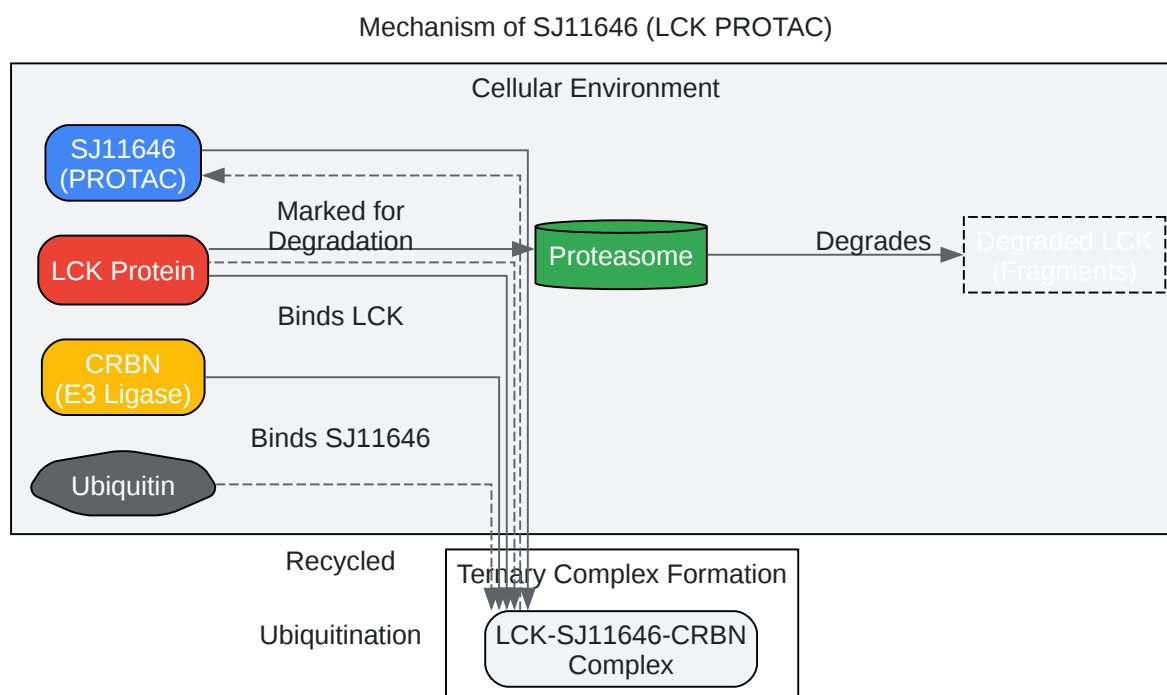 Mechanism of SJ11646 (LCK PROTAC)
Cellular Environment
SJ11646
(PROTAC)
Marked for
Degradation
LCK Protein
Proteasome
Degrades
Degraded LCK
(Fragments)
Binds LCK
CRBN
(E3 Ligase)
Binds SJ11646
Ubiquitin
Recycled
Ternary Complex Formation
Ubiquitination
LCK-SJ11646-CRBN
Complex